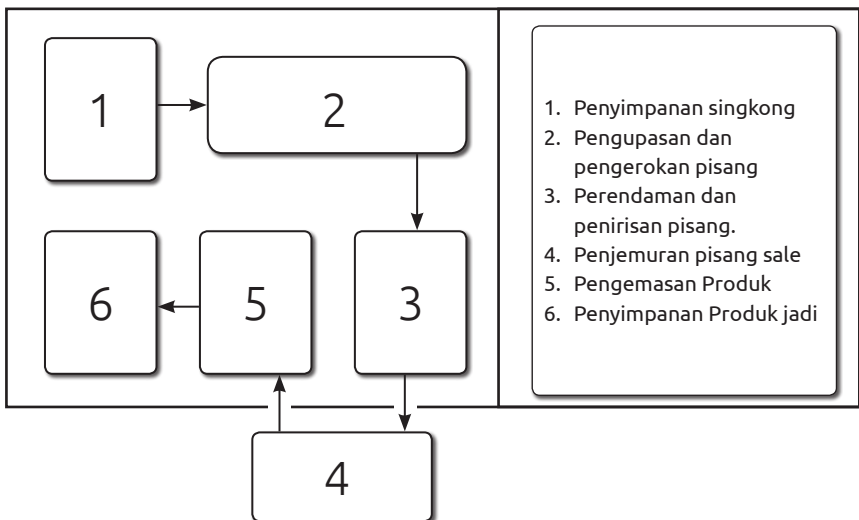 1
2
6
5
3
4
1. Penyimpanan singkong
2. Pengupasan dan
pengerokan pisang
3. Perendaman dan
penirisan pisang.
4. Penjemuran pisang sale
5. Pengemasan Produk
6. Penyimpanan Produk jadi